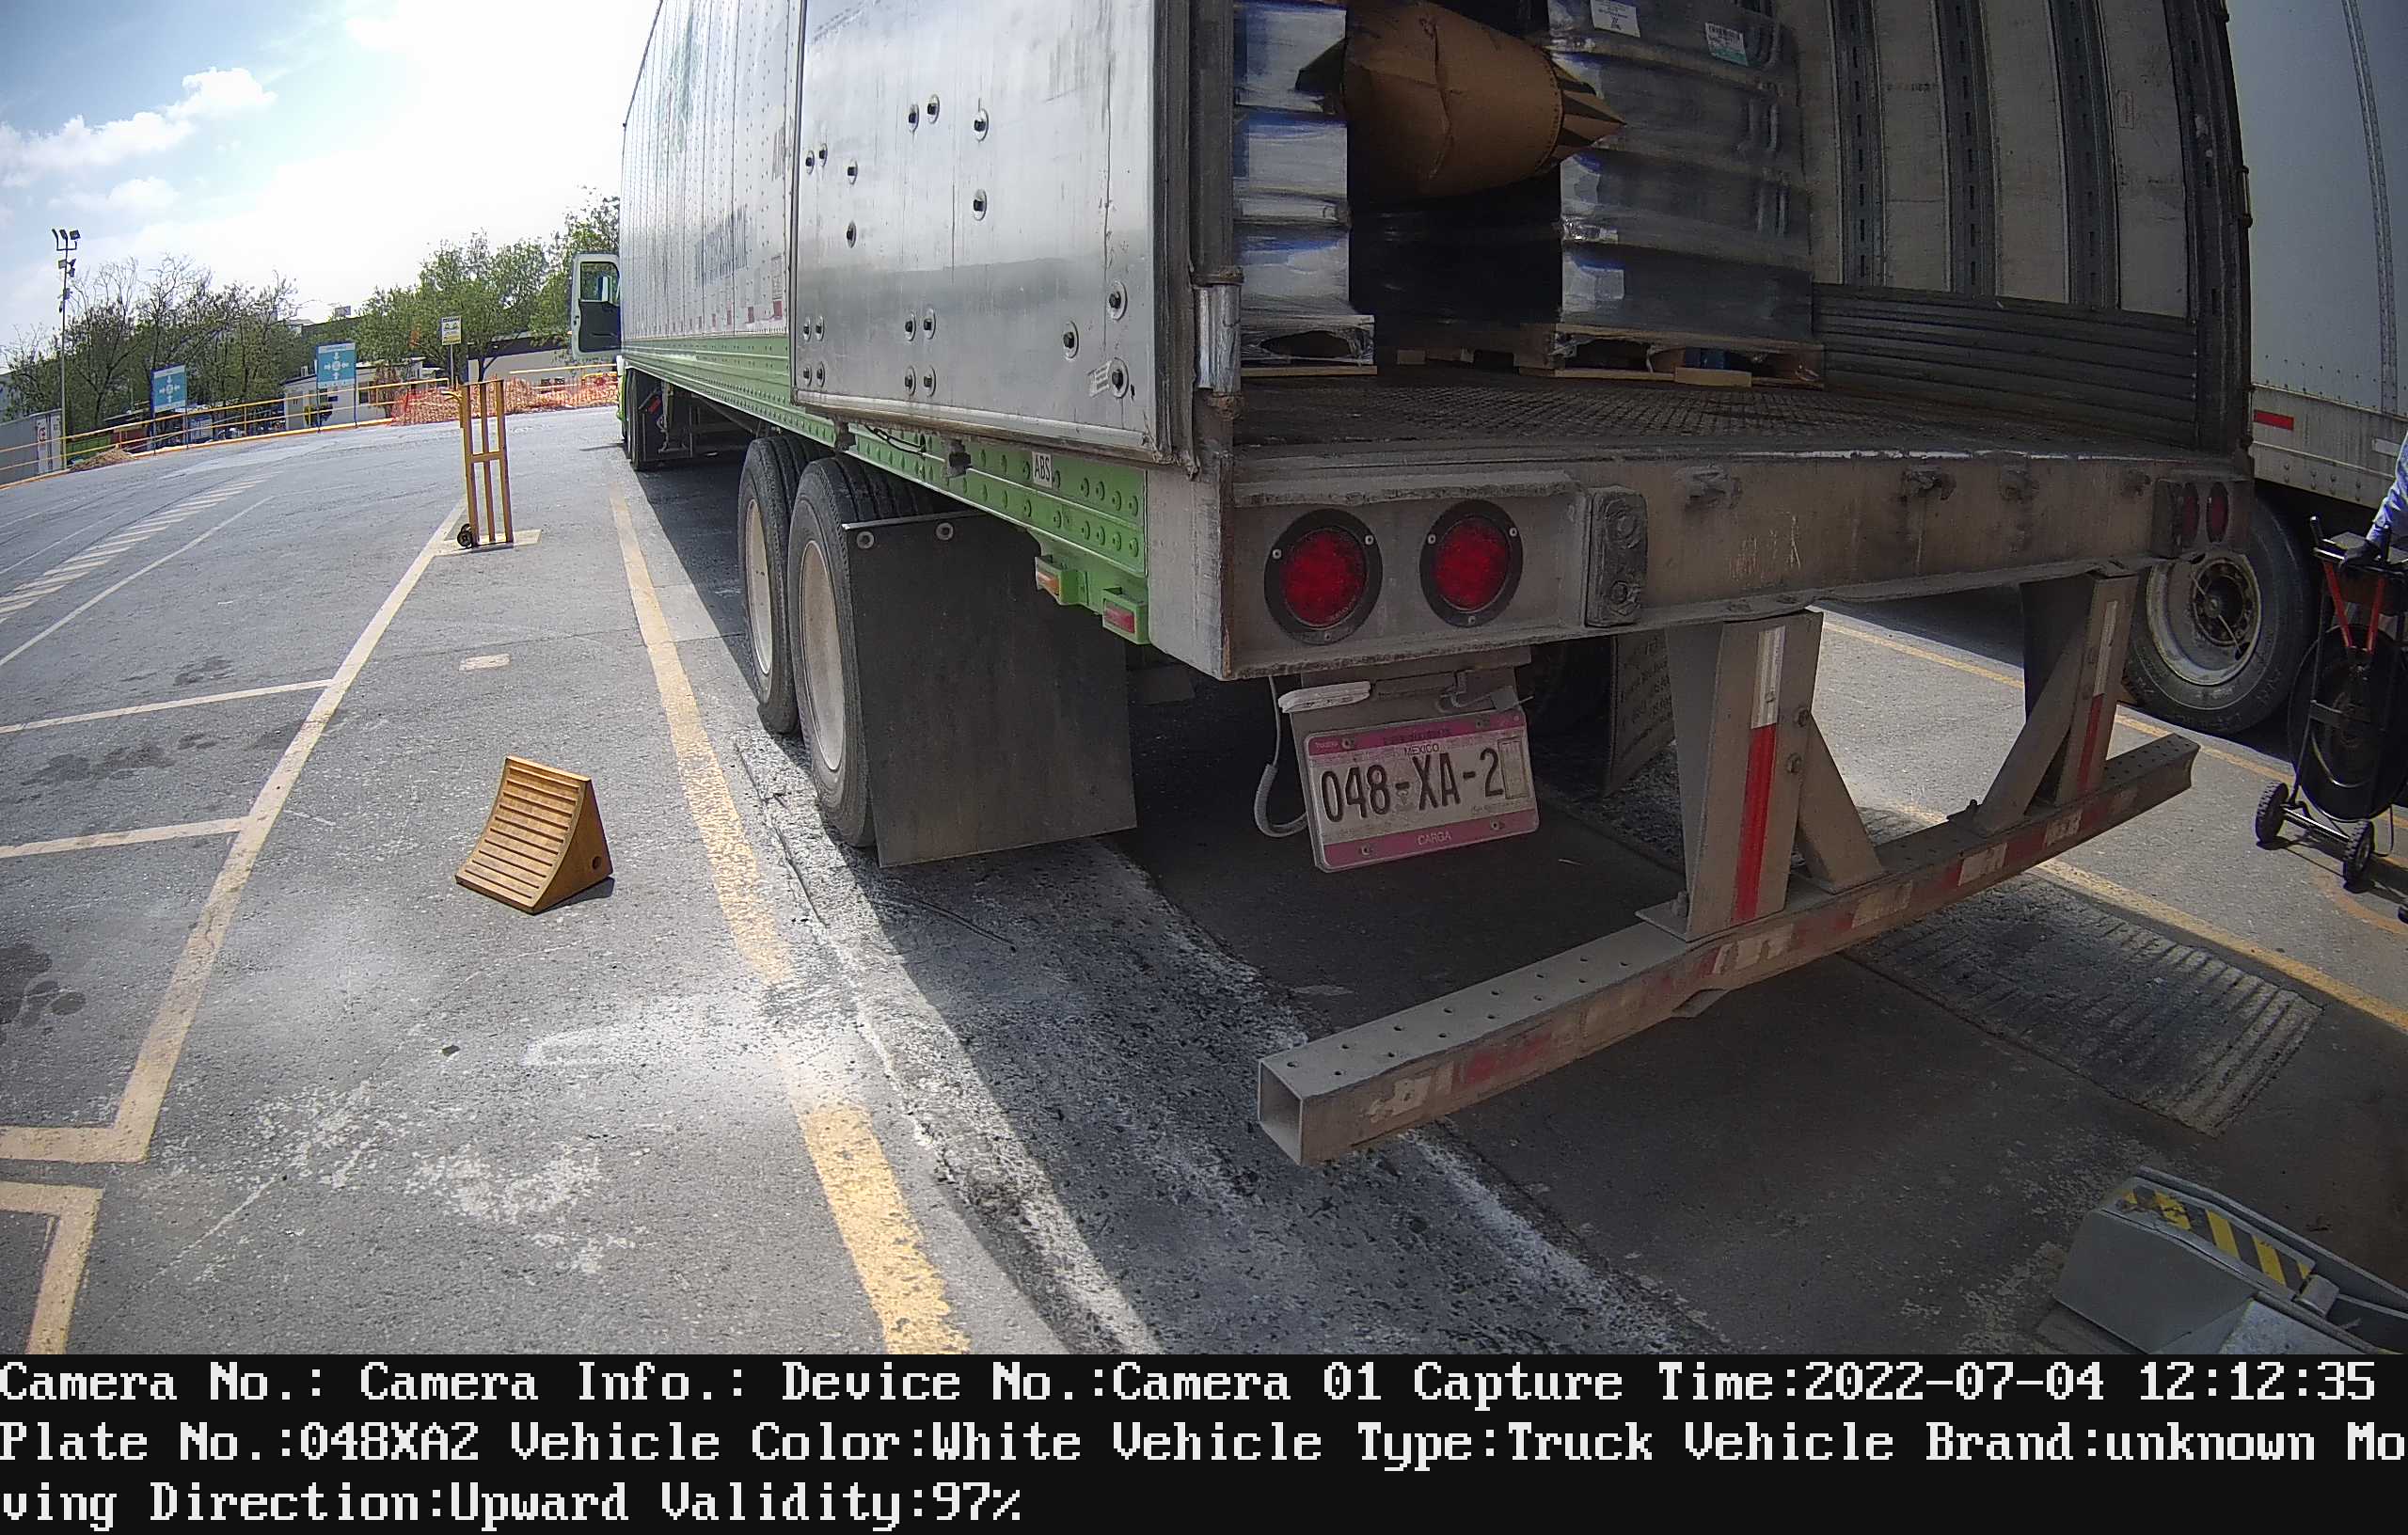 ABS
MEXICO
048-XA-2
CARGA
Camera No.: Camera Info.: Device No.:Camera 01 Capture Time:2022-07-04 12:12:35
Plate No.:048XA2 Vehicle Color:White Vehicle Type:Truck Vehicle Brand:unknown Mo
ving Direction:Upward Validity:97%